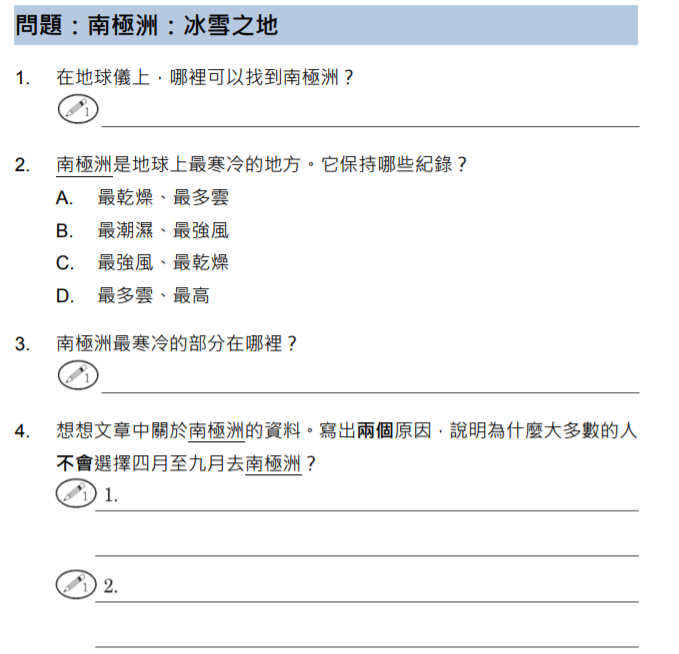 問題：南極洲：冰雪之地
1. 在地球儀上，哪裡可以找到南極洲？
1
2. 南極洲是地球上最寒冷的地方。它保持哪些紀錄？
A. 最乾燥、最多雲
B. 最潮濕、最強風
C. 最強風、最乾燥
D. 最多雲、最高
3. 南極洲最寒冷的部分在哪裡？
1
4. 想想文章中關於南極洲的資料。寫出兩個原因，說明為什麼大多數的人
不會選擇四月至九月去南極洲？
1 1.
1 2.